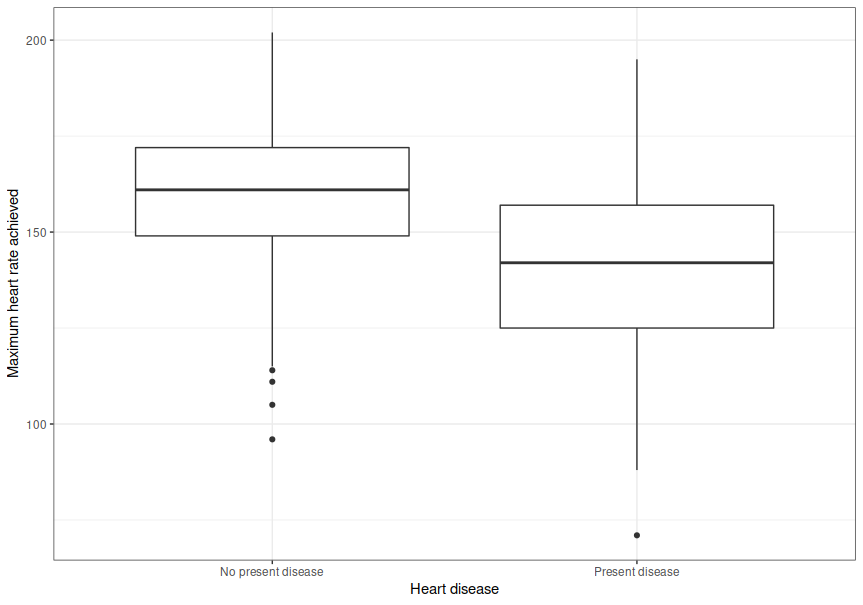 Maximum heart rate achieved
200
150
100
No present disease
Present disease
Heart disease